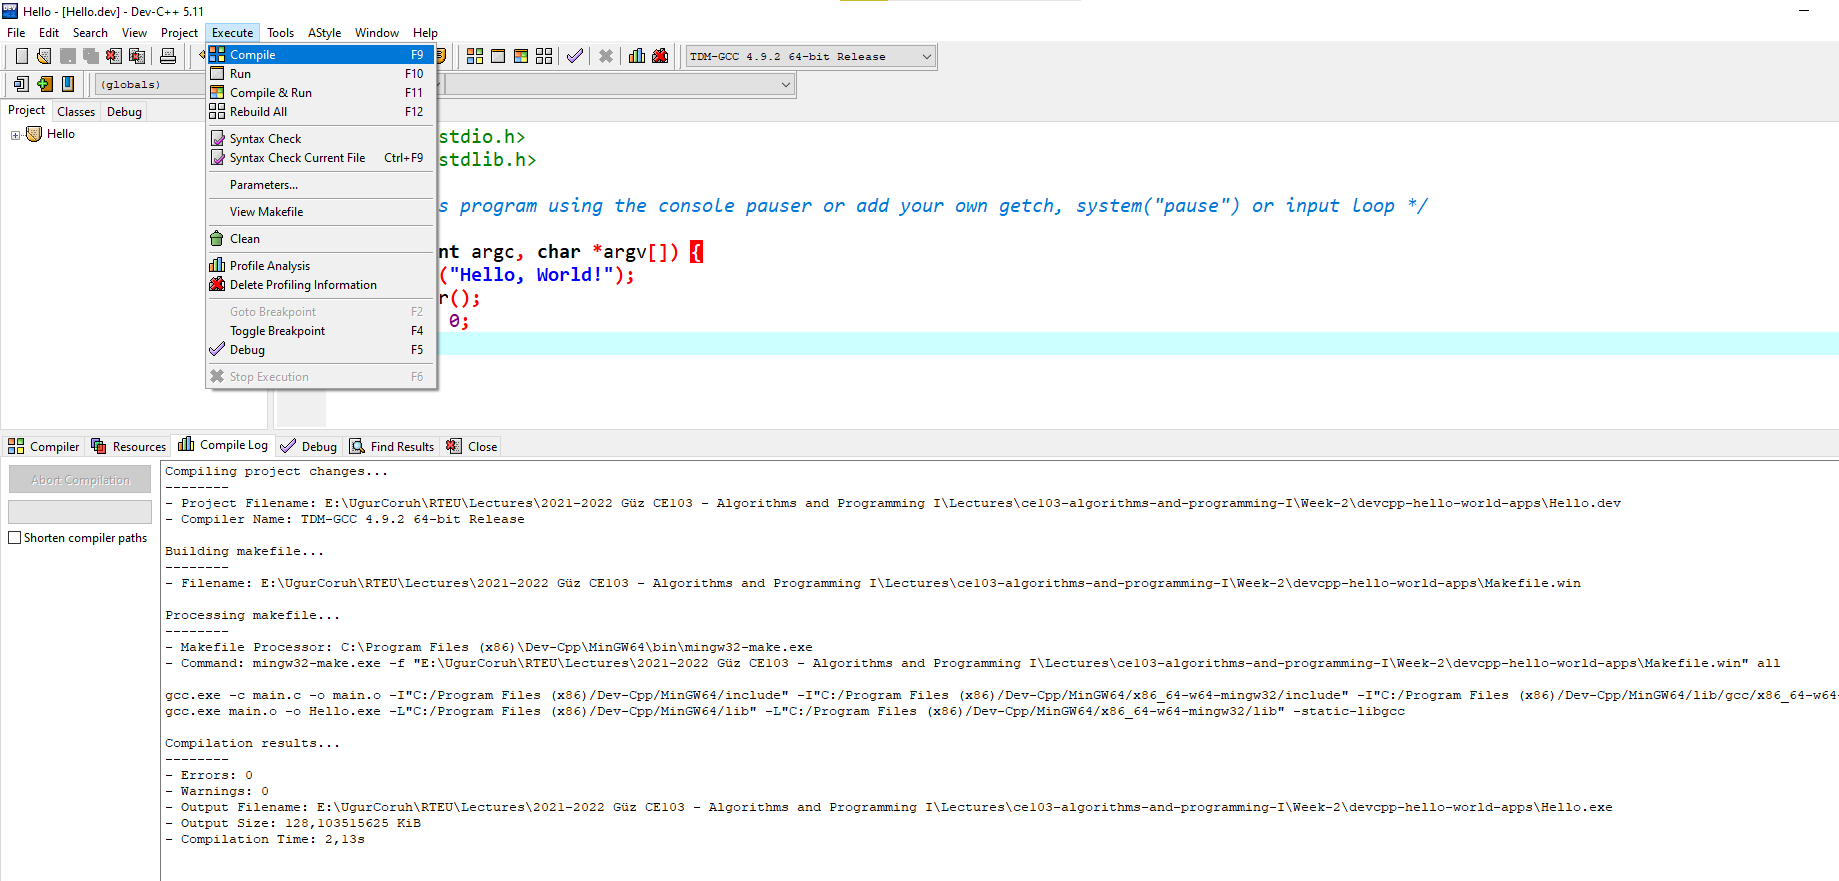 Hello - [Hello.dev] - Dev-C++ 5.11
File Edit Search View Project Execute Tools AStyle Window Help
TDM-GCC 4.9.2 64-bit Release
(globals)
Project Classes Debug
Hello
Compile F9
Run F10
Compile & Run F11
Rebuild All F12
Syntax Check
Syntax Check Current File Ctrl+F9
Parameters...
View Makefile
Clean
Profile Analysis
Delete Profiling Information
Goto Breakpoint F2
Toggle Breakpoint F4
Debug F5
Stop Execution F6
stdio.h>
stdlib.h>
s program using the console pauser or add your own getch, system("pause") or input loop */
nt argc, char *argv[]) {
("Hello, World!");
r();
0;
Compiler Resources Compile Log Debug Find Results Close
Abort Compilation
Shorten compiler paths
Compiling project changes...
--------
- Project Filename: E:\UgurCoruh\RTEU\Lectures\2021-2022 Güz CE103 - Algorithms and Programming I\Lectures\ce103-algorithms-and-programming-I\Week-2\devcpp-hello-world-apps\Hello.dev
- Compiler Name: TDM-GCC 4.9.2 64-bit Release
Building makefile...
--------
- Filename: E:\UgurCoruh\RTEU\Lectures\2021-2022 Güz CE103 - Algorithms and Programming I\Lectures\ce103-algorithms-and-programming-I\Week-2\devcpp-hello-world-apps\Makefile.win
Processing makefile...
--------
- Makefile Processor: C:\Program Files (x86)\Dev-Cpp\MinGW64\bin\mingw32-make.exe
- Command: mingw32-make.exe -f "E:\UgurCoruh\RTEU\Lectures\2021-2022 Güz CE103 - Algorithms and Programming I\Lectures\ce103-algorithms-and-programming-I\Week-2\devcpp-hello-world-apps\Makefile.win" all
gcc.exe -c main.c -o main.o -I"C:/Program Files (x86)/Dev-Cpp/MinGW64/include" -I"C:/Program Files (x86)/Dev-Cpp/MinGW64/x86_64-w64-mingw32/include" -I"C:/Program Files (x86)/Dev-Cpp/MinGW64/lib/gcc/x86_64-w64-
gcc.exe main.o -o Hello.exe -L"C:/Program Files (x86)/Dev-Cpp/MinGW64/lib" -L"C:/Program Files (x86)/Dev-Cpp/MinGW64/x86_64-w64-mingw32/lib" -static-libgcc
Compilation results...
--------
- Errors: 0
- Warnings: 0
- Output Filename: E:\UgurCoruh\RTEU\Lectures\2021-2022 Güz CE103 - Algorithms and Programming I\Lectures\ce103-algorithms-and-programming-I\Week-2\devcpp-hello-world-apps\Hello.exe
- Output Size: 128,103515625 KiB
- Compilation Time: 2,13s